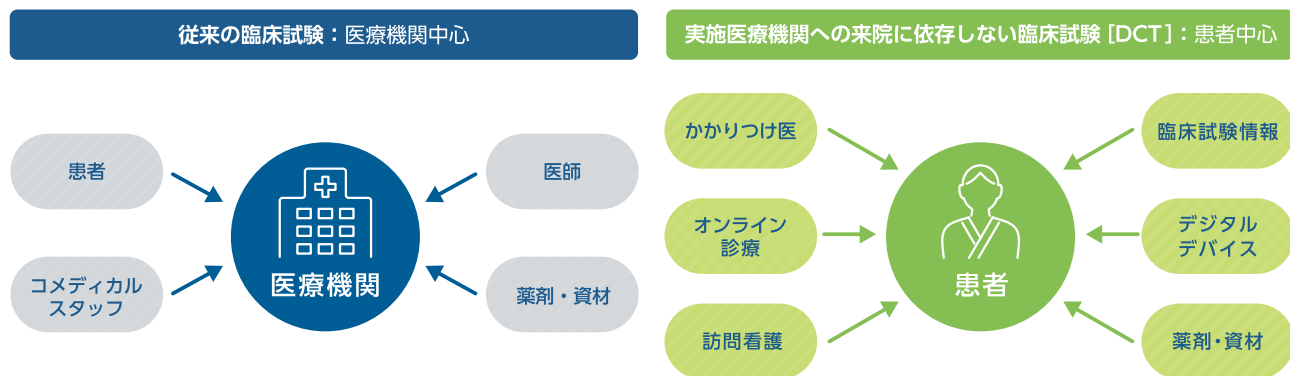 従来の臨床試験：医療機関中心
患者
医師
医療機関
コメディカル
スタッフ
薬剤・資材
実施医療機関への来院に依存しない臨床試験［DCT］：患者中心
かかりつけ医
臨床試験情報
オンライン
診療
デジタル
デバイス
患者
訪問看護
薬剤・資材